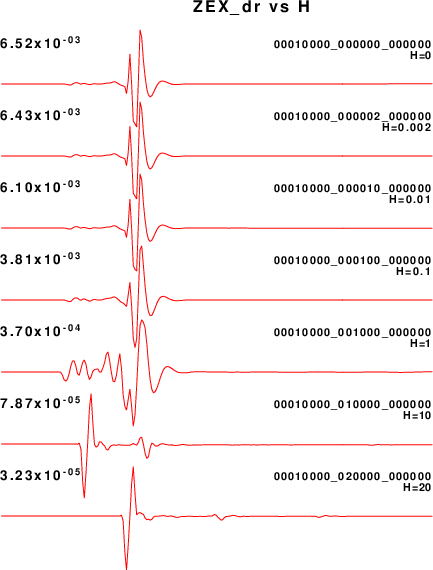 ZEX_dr vs H
6.52x10-03 00010000_000000_000000
H=0
6.43x10-03 00010000_000002_000000
H=0.002
6.10x10-03 00010000_000010_000000
H=0.01
3.81x10-03 00010000_000100_000000
H=0.1
3.70x10-04 00010000_001000_000000
H=1
7.87x10-05 00010000_010000_000000
H=10
3.23x10-05 00010000_020000_000000
H=20